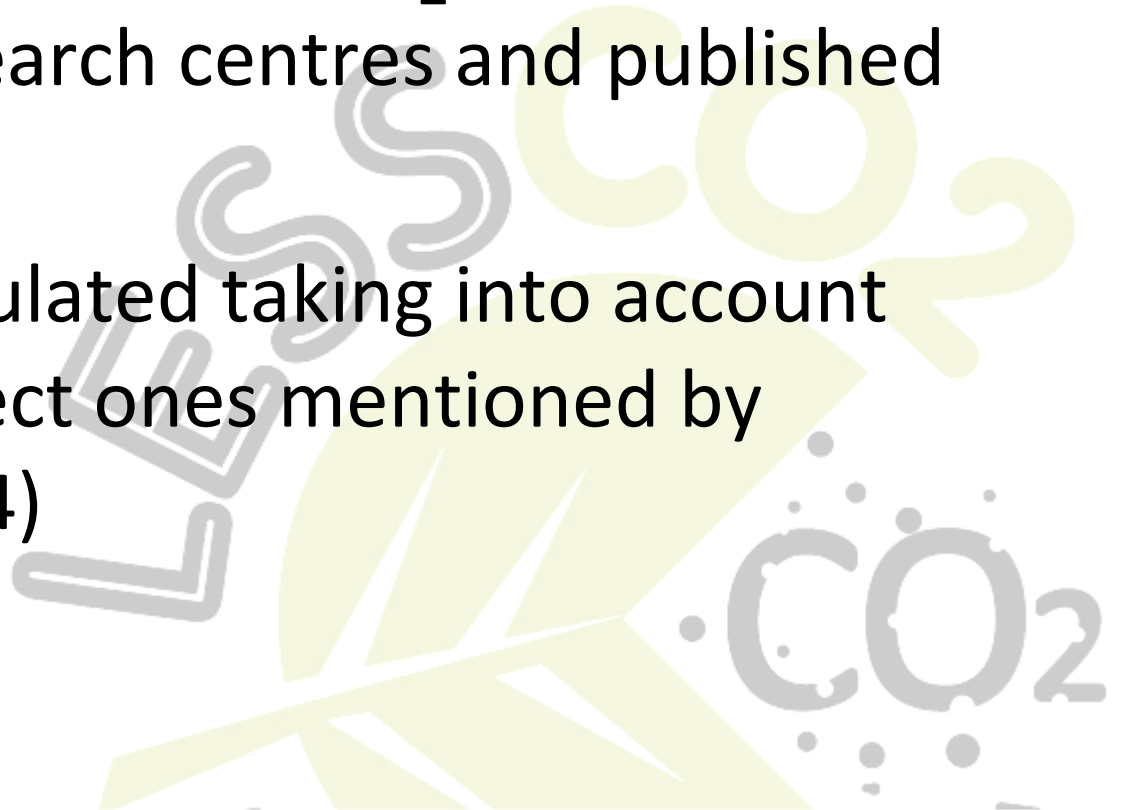 earch centres and published
ulated taking into account
ect ones mentioned by
4)
LESS CO2
CO2